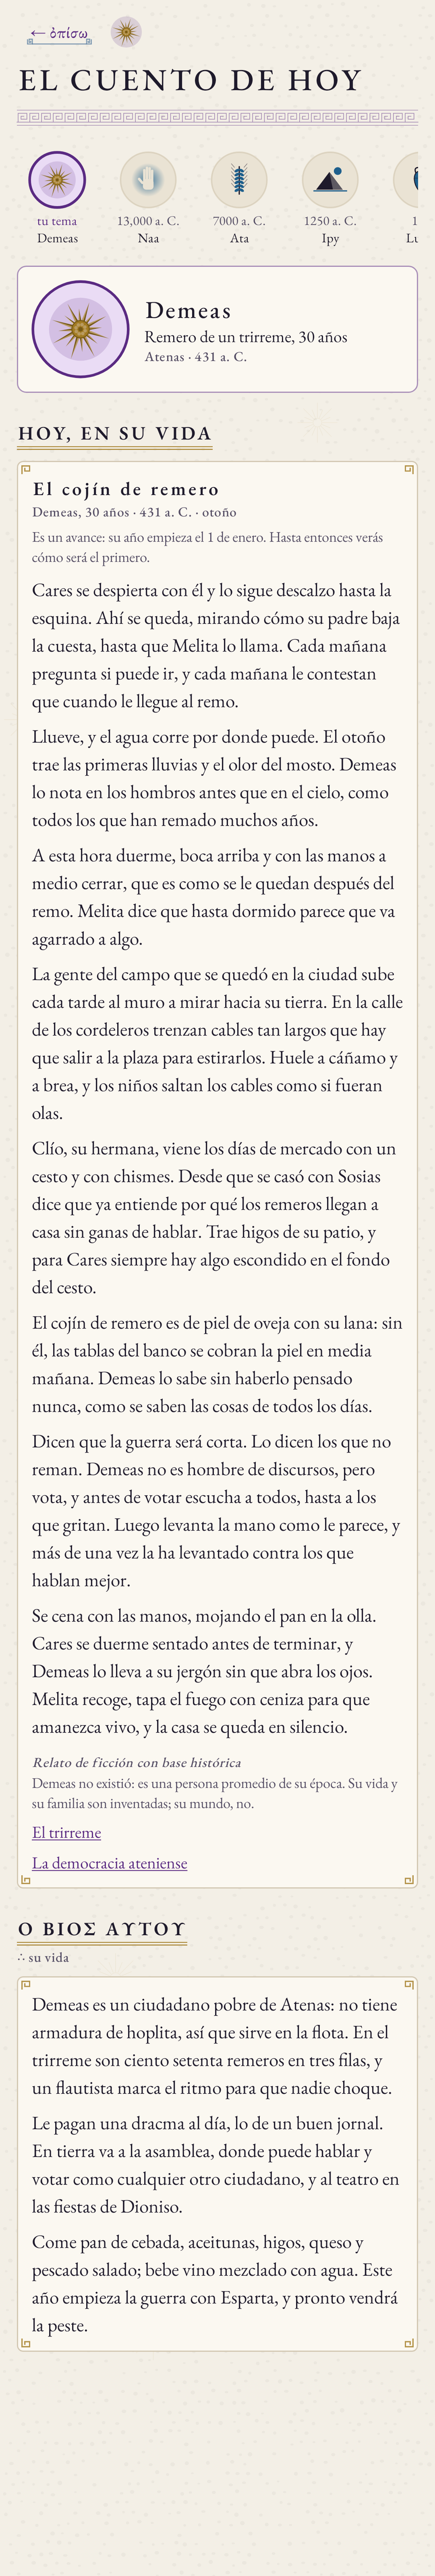 ← ὀπίσω
EL CUENTO DE HOY
tu tema
Demeas
13,000 a. C.
Naa
7000 a. C.
Ata
1250 a. C.
Ipy
Demeas
Remero de un trirreme, 30 años
Atenas · 431 a. C.
HOY, EN SU VIDA
El cojín de remero
Demeas, 30 años · 431 a. C. · otoño
Es un avance: su año empieza el 1 de enero. Hasta entonces verás
cómo será el primero.
Cares se despierta con él y lo sigue descalzo hasta la
esquina. Ahí se queda, mirando cómo su padre baja
la cuesta, hasta que Melita lo llama. Cada mañana
pregunta si puede ir, y cada mañana le contestan
que cuando le llegue al remo.
Llueve, y el agua corre por donde puede. El otoño
trae las primeras lluvias y el olor del mosto. Demeas
lo nota en los hombros antes que en el cielo, como
todos los que han remado muchos años.
A esta hora duerme, boca arriba y con las manos a
medio cerrar, que es como se le quedan después del
remo. Melita dice que hasta dormido parece que va
agarrado a algo.
La gente del campo que se quedó en la ciudad sube
cada tarde al muro a mirar hacia su tierra. En la calle
de los cordeleros trenzan cables tan largos que hay
que salir a la plaza para estirarlos. Huele a cáñamo y
a brea, y los niños saltan los cables como si fueran
olas.
Clío, su hermana, viene los días de mercado con un
cesto y con chismes. Desde que se casó con Sosias
dice que ya entiende por qué los remeros llegan a
casa sin ganas de hablar. Trae higos de su patio, y
para Cares siempre hay algo escondido en el fondo
del cesto.
El cojín de remero es de piel de oveja con su lana: sin
él, las tablas del banco se cobran la piel en media
mañana. Demeas lo sabe sin haberlo pensado
nunca, como se saben las cosas de todos los días.
Dicen que la guerra será corta. Lo dicen los que no
reman. Demeas no es hombre de discursos, pero
vota, y antes de votar escucha a todos, hasta a los
que gritan. Luego levanta la mano como le parece, y
más de una vez la ha levantado contra los que
hablan mejor.
Se cena con las manos, mojando el pan en la olla.
Cares se duerme sentado antes de terminar, y
Demeas lo lleva a su jergón sin que abra los ojos.
Melita recoge, tapa el fuego con ceniza para que
amanezca vivo, y la casa se queda en silencio.
Relato de ficción con base histórica
Demeas no existió: es una persona promedio de su época. Su vida y
su familia son inventadas; su mundo, no.
El trirreme
La democracia ateniense
Ο ΒΙΟΣ ΑΥΤΟΥ
∴ su vida
Demeas es un ciudadano pobre de Atenas: no tiene
armadura de hoplita, así que sirve en la flota. En el
trirreme son ciento setenta remeros en tres filas, y
un flautista marca el ritmo para que nadie choque.
Le pagan una dracma al día, lo de un buen jornal.
En tierra va a la asamblea, donde puede hablar y
votar como cualquier otro ciudadano, y al teatro en
las fiestas de Dioniso.
Come pan de cebada, aceitunas, higos, queso y
pescado salado; bebe vino mezclado con agua. Este
año empieza la guerra con Esparta, y pronto vendrá
la peste.